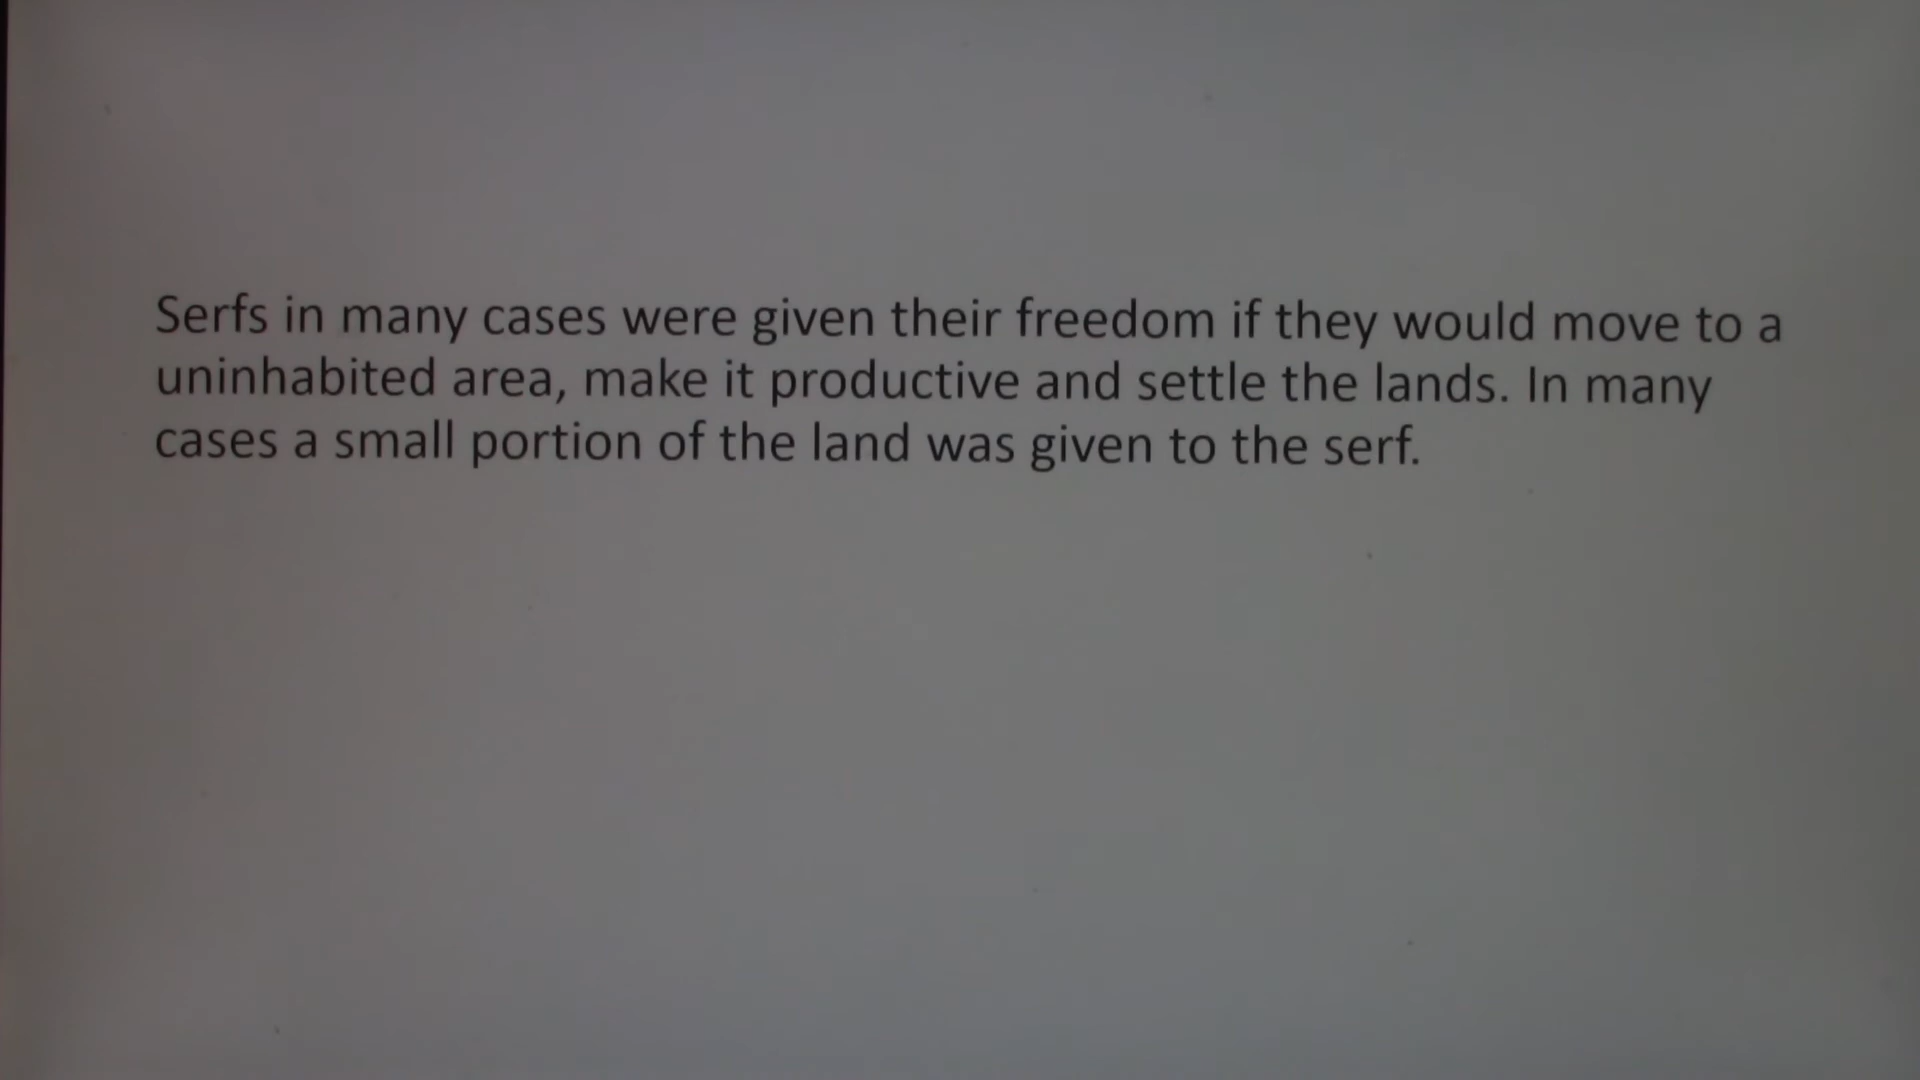 Serfs in many cases were given their freedom if they would move to a
uninhabited area, make it productive and settle the lands. In many
cases a small portion of the land was given to the serf.